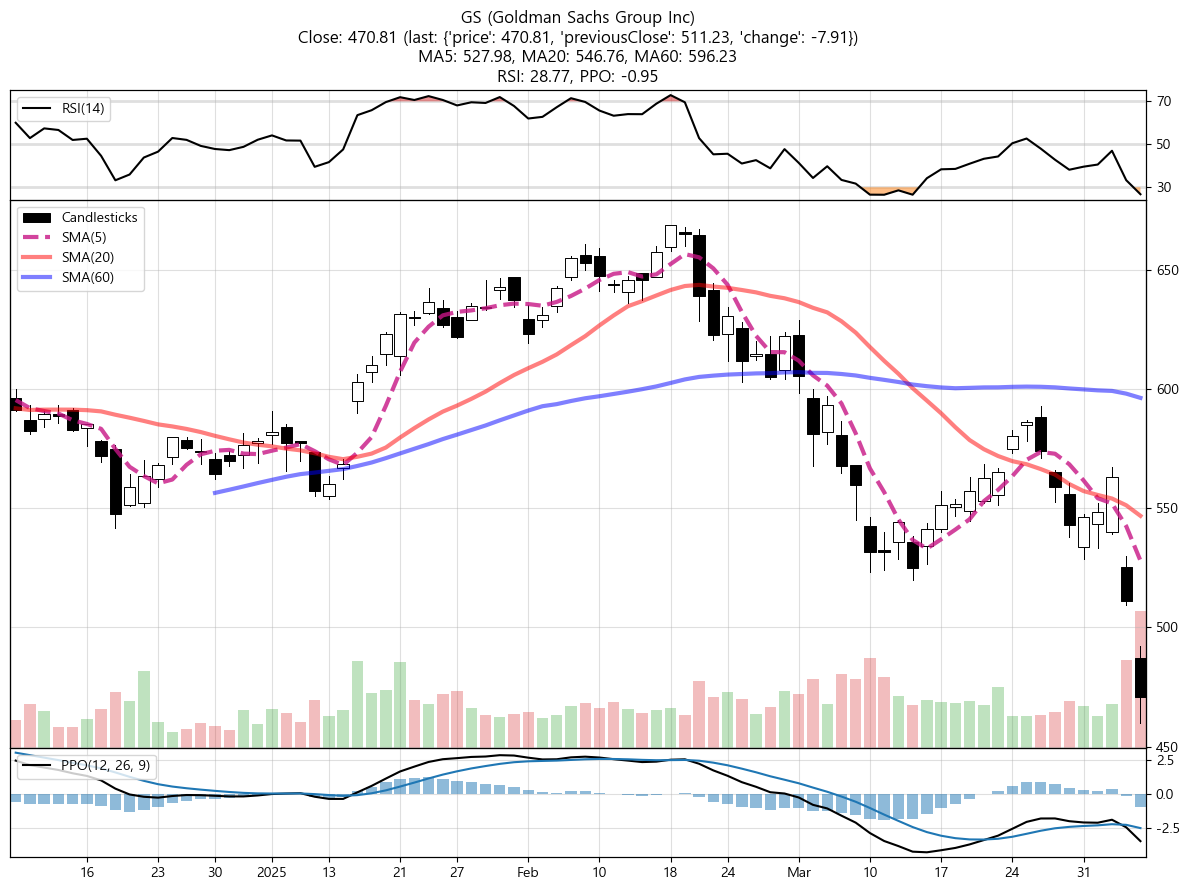 GS (Goldman Sachs Group Inc)
Close: 470.81 (last: {'price': 470.81, 'previousClose': 511.23, 'change': -7.91})
MA5: 527.98, MA20: 546.76, MA60: 596.23
RSI: 28.77, PPO: -0.95
RSI(14)
70
50
30
Candlesticks
SMA(5)
SMA(20)
SMA(60)
650
600
550
500
450
PPO(12, 26, 9)
2.5
0.0
−2.5
16 23 30 2025 13 21 27 Feb 10 18 24 Mar 10 17 24 31